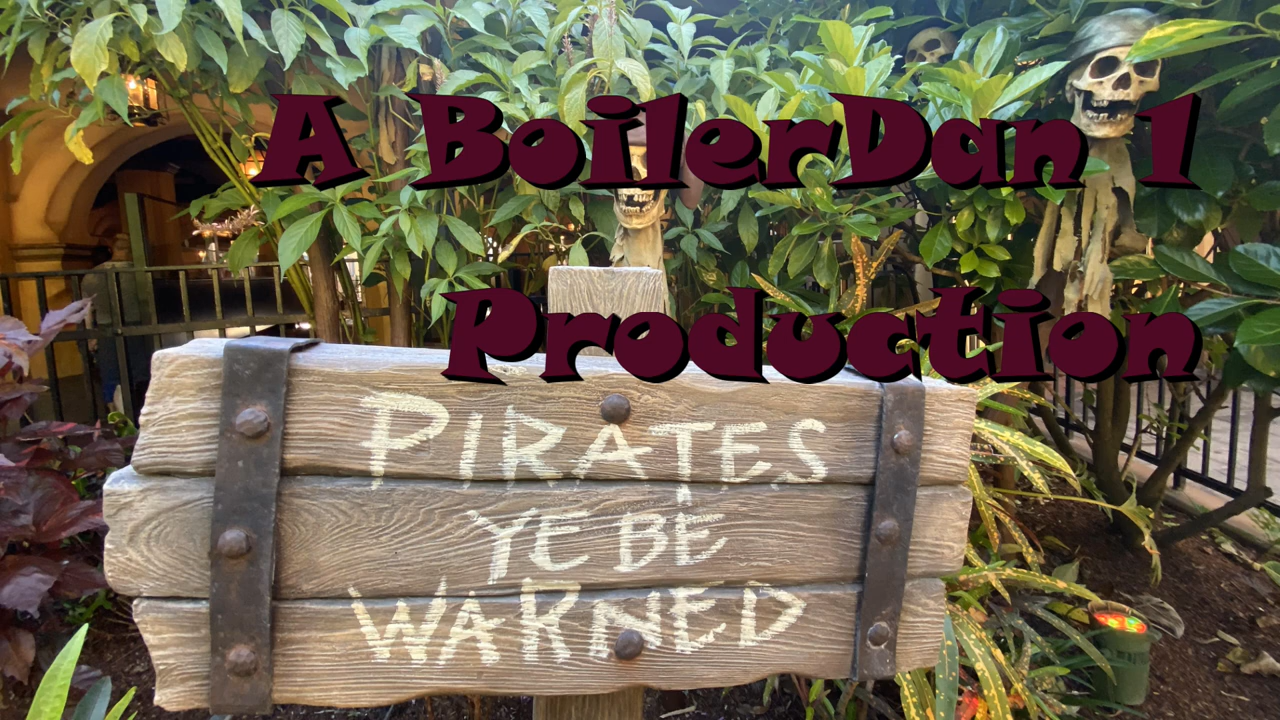 A BoilerDan 1
Production
PIRATES
YE BE
WARNED